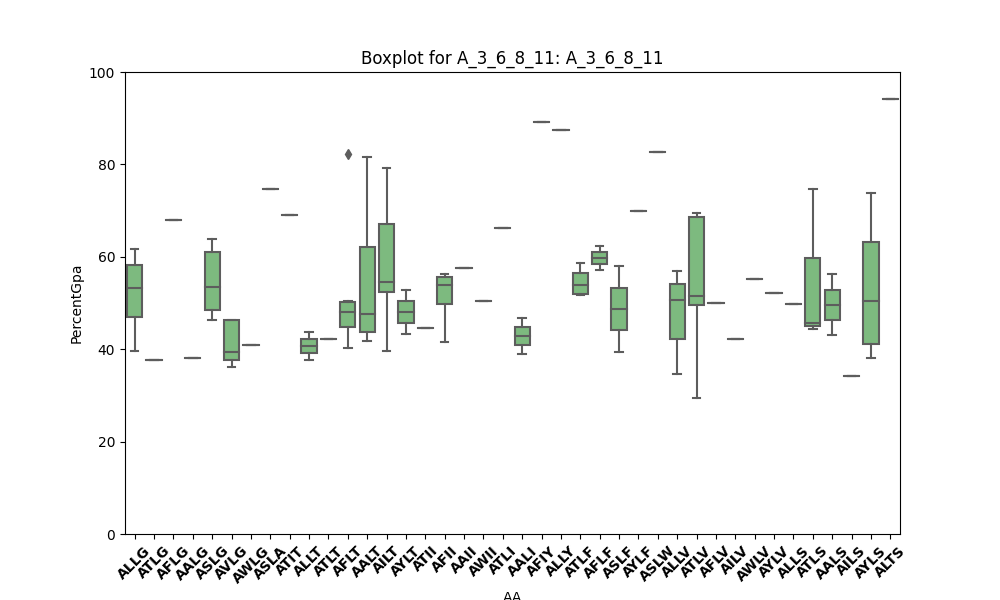 Boxplot for A_3_6_8_11: A_3_6_8_11
100
80
60
40
20
0
PercentGpa
ALLG ATLG AFLG AALG ASLG AVLG AWLG ASLA ATIT ALLT ATLT AFLT AALT AILT AYLT ATII AFII AAII AWII ATLI AALI AFIY ALLY ATLF AFLF ASLF AYLF ASLW ALLV ATLV AFLV AILV AWLV AYLV ALLS ATLS AALS AILS AYLS ALTS
AA